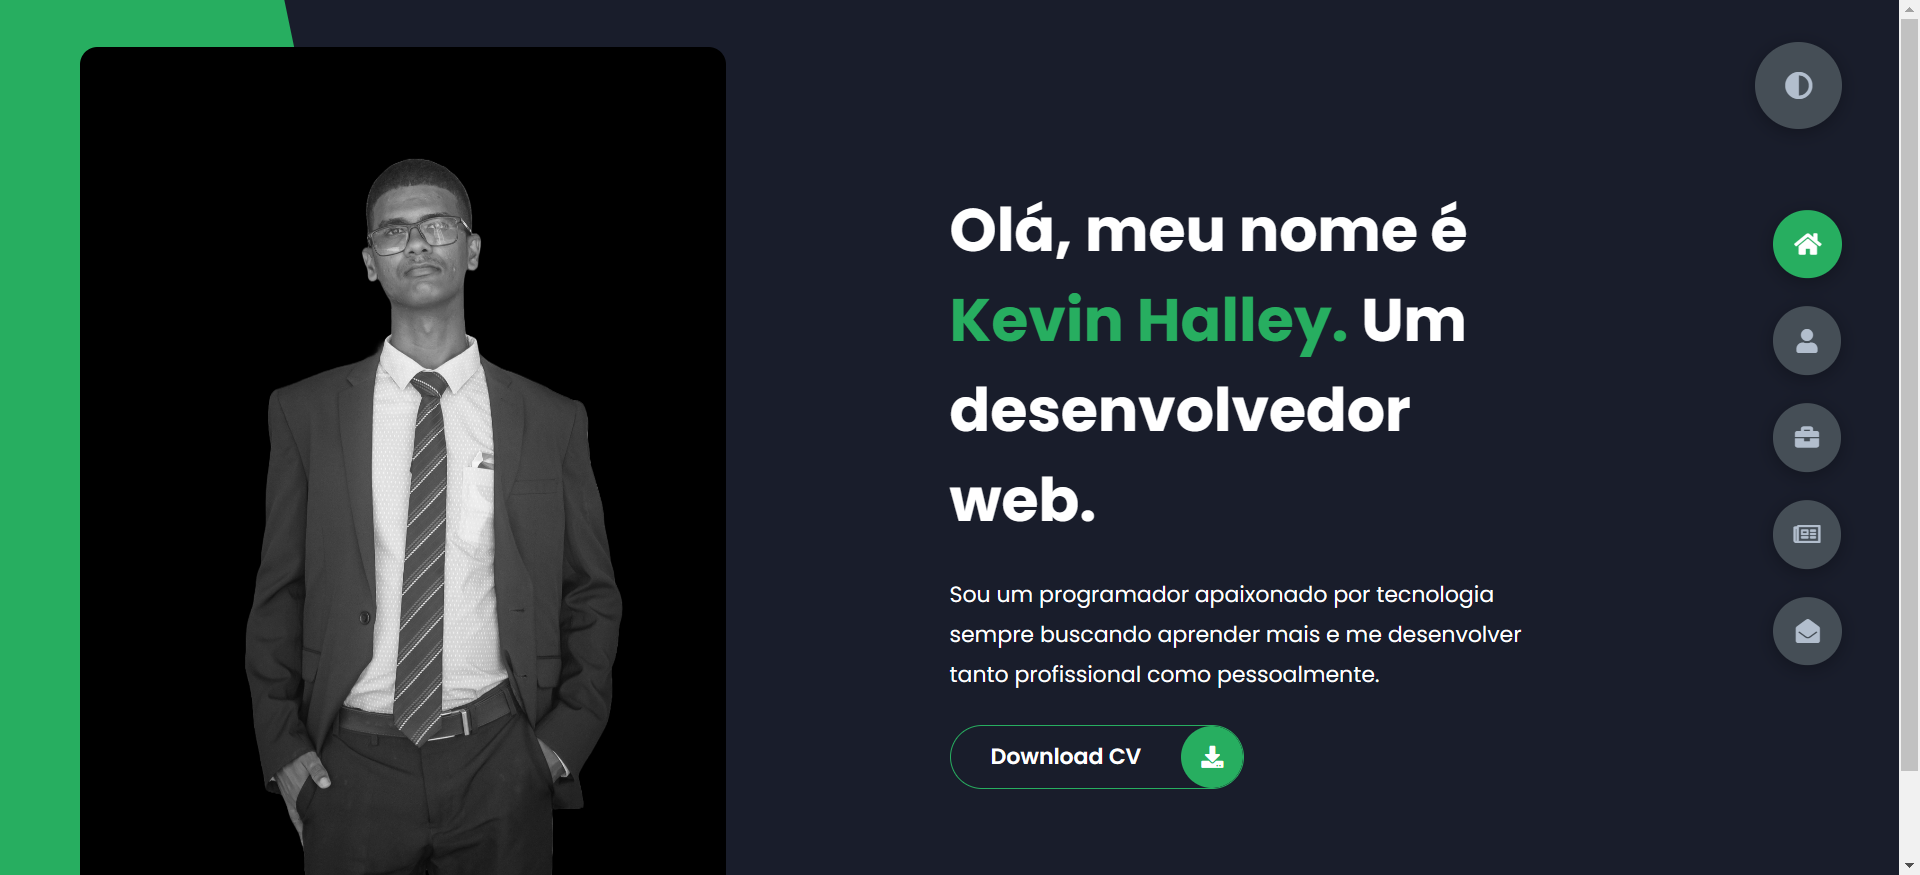 Olá, meu nome é
Kevin Halley. Um
desenvolvedor
web.
Sou um programador apaixonado por tecnologia
sempre buscando aprender mais e me desenvolver
tanto profissional como pessoalmente.
Download CV